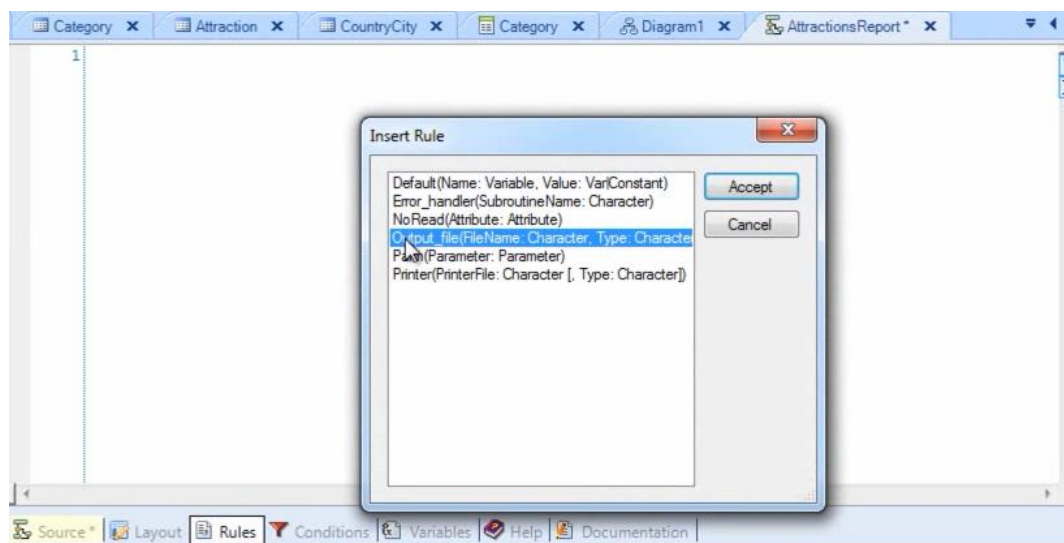 Category Attraction CountryCity Category Diagram1 AttractionsReport *
1
Insert Rule
Default(Name: Variable, Value: Var|Constant)
Error_handler(SubroutineName: Character)
NoRead(Attribute: Attribute)
Output_file(FileName: Character, Type: Character
Parm(Parameter: Parameter)
Printer(PrinterFile: Character [, Type: Character])
Accept
Cancel
Source * Layout Rules Conditions Variables Help Documentation